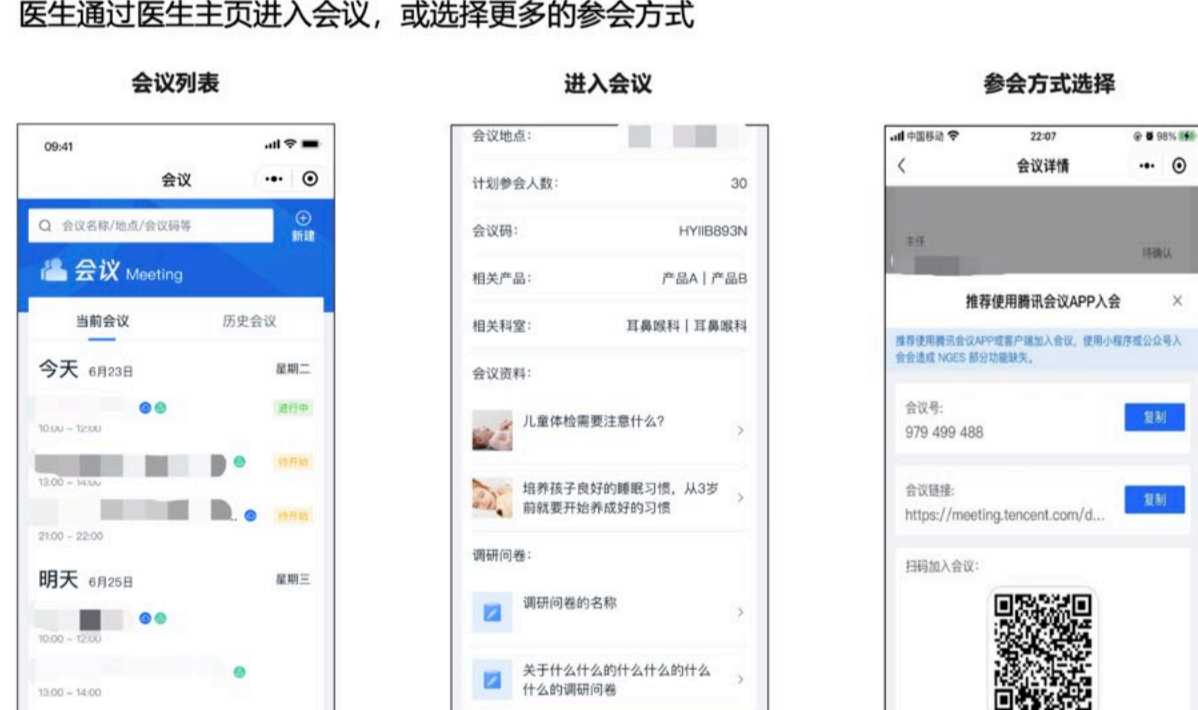 医生通过医生主页进入会议，或选择更多的参会方式
会议列表
09:41
会议
会议名称/地点/会议码等
新建
会议 Meeting
当前会议
历史会议
今天 6月23日
星期二
进行中
10:00 - 12:00
待开始
13:00 - 14:00
待开始
21:00 - 22:00
明天 6月25日
星期三
10:00 - 12:00
13:00 - 14:00
进入会议
会议地点：
计划参会人数：
30
会议码：
HYIIB893N
相关产品：
产品A | 产品B
相关科室：
耳鼻喉科 | 耳鼻喉科
会议资料：
儿童体检需要注意什么？
培养孩子良好的睡眠习惯，从3岁
前就要开始养成好的习惯
调研问卷：
调研问卷的名称
关于什么什么的什么什么的什么
什么的调研问卷
参会方式选择
中国移动
22:07
98%
会议详情
主任
待确认
推荐使用腾讯会议APP入会
推荐使用腾讯会议APP或客户端加入会议，使用小程序或公众号入
会会造成 NGES 部分功能缺失。
会议号:
979 499 488
复制
会议链接:
https://meeting.tencent.com/d...
复制
扫码加入会议: